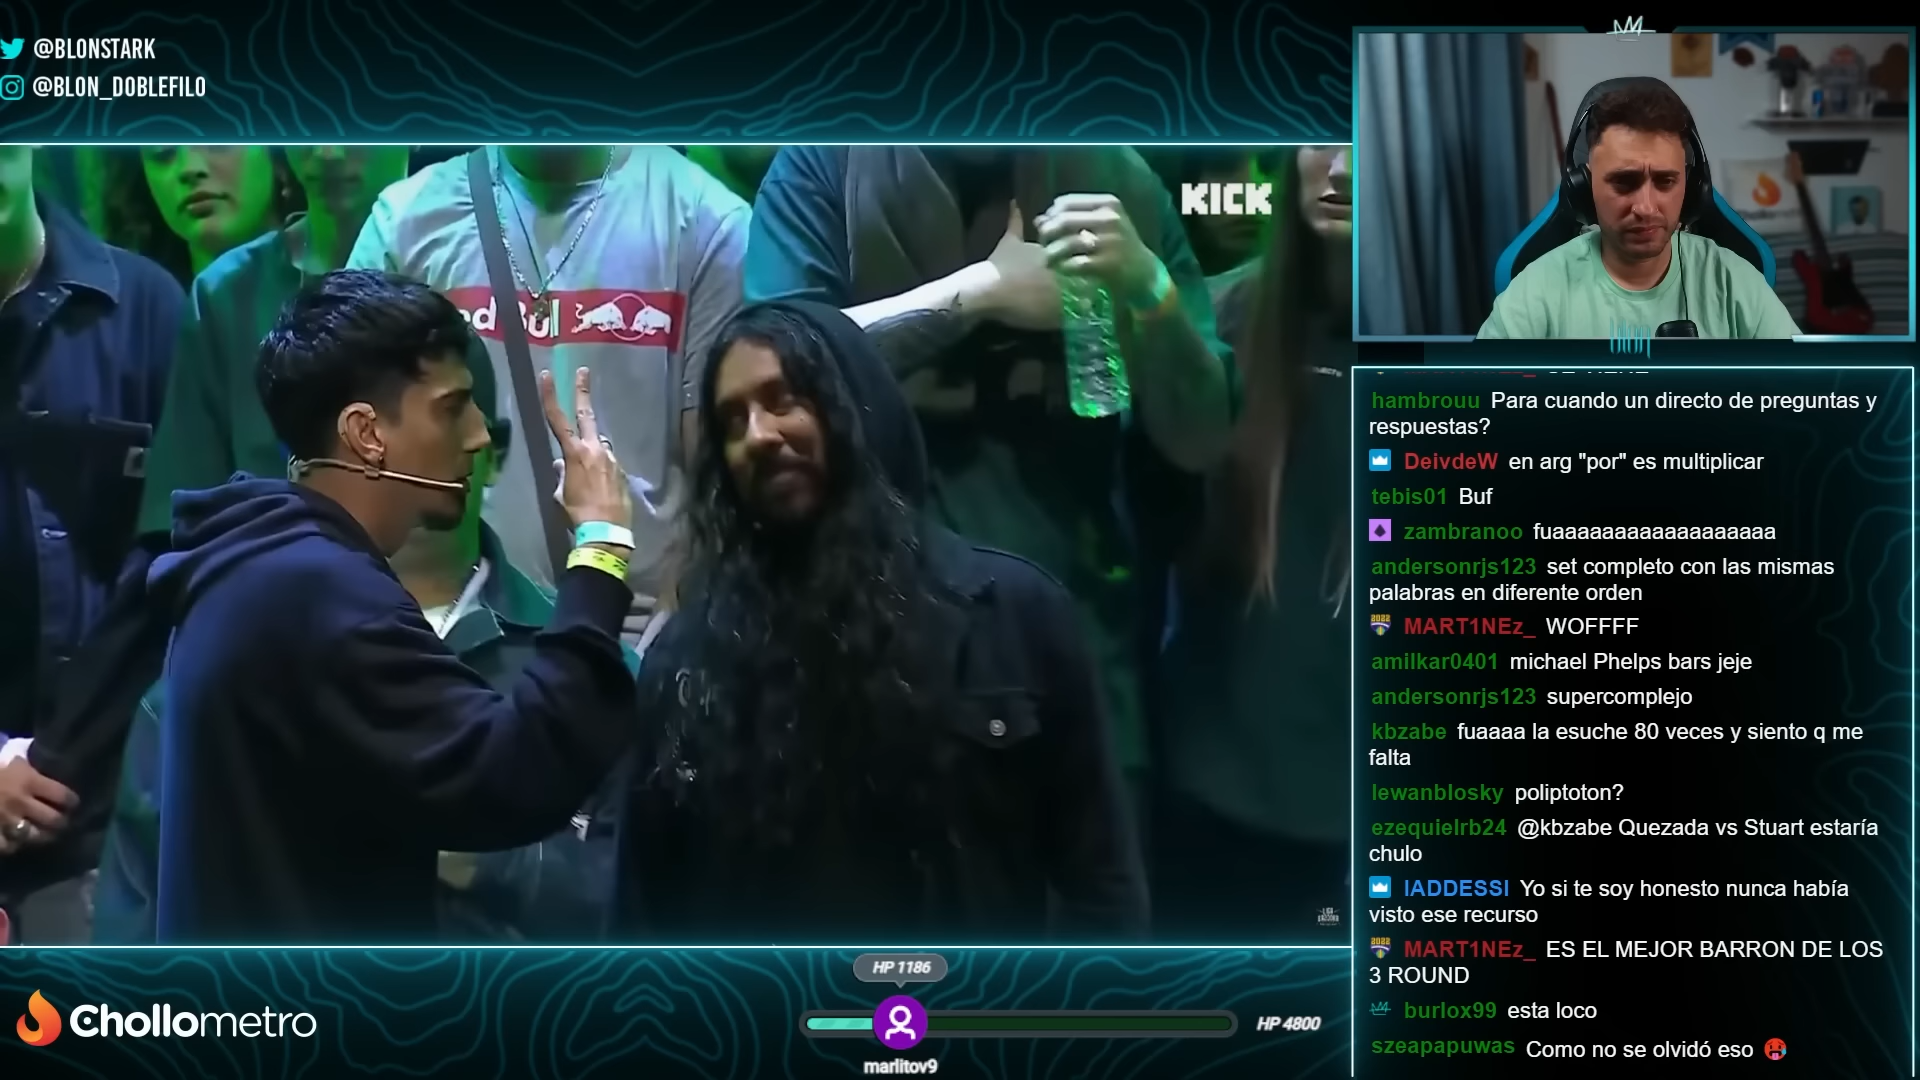 @BLONSTARK
@BLON_DOBLEFILO
KICK
ed Bull
hambrouu Para cuando un directo de preguntas y
respuestas?
DeivdeW en arg "por" es multiplicar
tebis01 Buf
zambranoo fuaaaaaaaaaaaaaaaaaa
andersonrjs123 set completo con las mismas
palabras en diferente orden
MART1NEz_ WOFFFF
amilkar0401 michael Phelps bars jeje
andersonrjs123 supercomplejo
kbzabe fuaaaa la esuche 80 veces y siento q me
falta
lewanblosky poliptoton?
ezequielrb24 @kbzabe Quezada vs Stuart estaría
chulo
IADDESSI Yo si te soy honesto nunca había
visto ese recurso
MART1NEz_ ES EL MEJOR BARRON DE LOS
3 ROUND
burlox99 esta loco
szeapapuwas Como no se olvidó eso
Chollometro
HP 1186
HP 4800
marlitov9